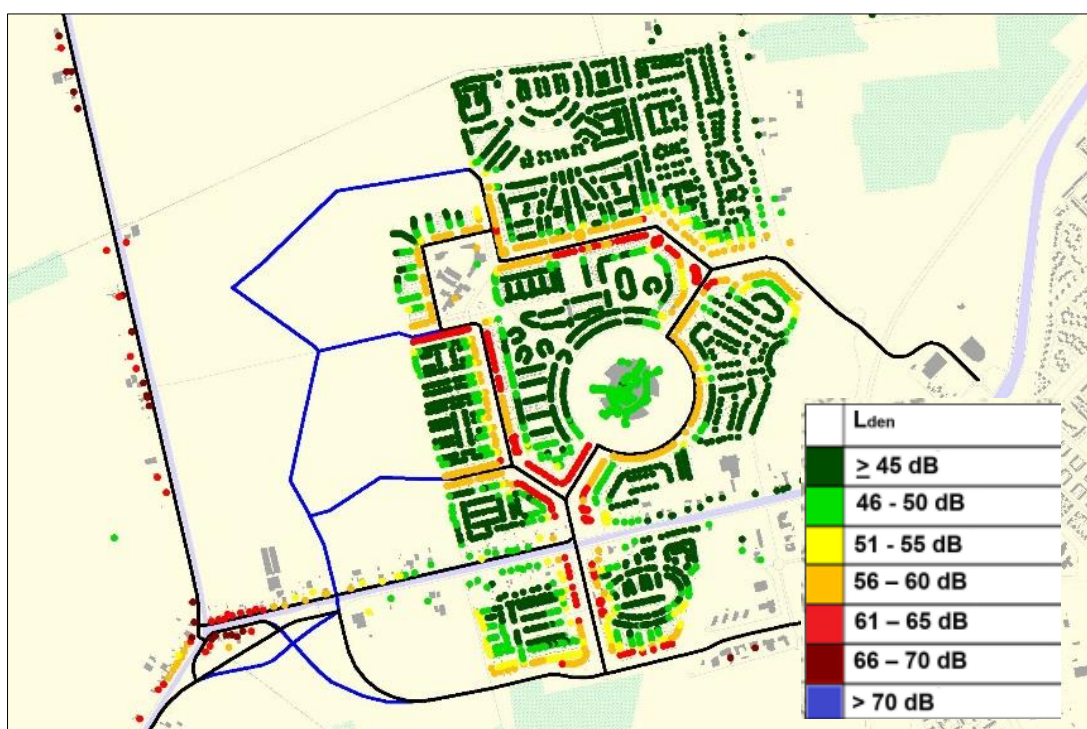 Lden
≥ 45 dB
46 - 50 dB
51 - 55 dB
56 – 60 dB
61 – 65 dB
66 – 70 dB
> 70 dB